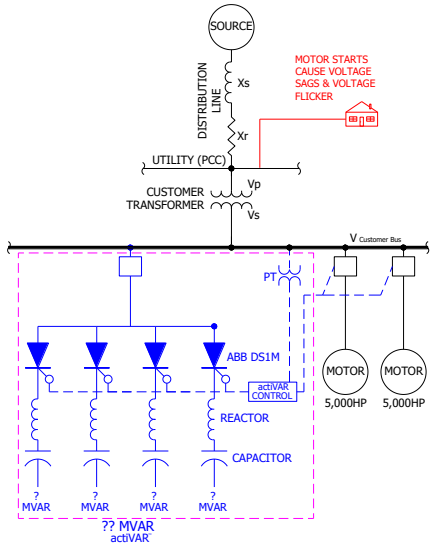 SOURCE
DISTRIBUTION
LINE
Xs
Xr
MOTOR STARTS
CAUSE VOLTAGE
SAGS & VOLTAGE
FLICKER
UTILITY (PCC)
Vp
CUSTOMER
TRANSFORMER
Vs
V Customer Bus
PT
ABB DS1M
actiVAR
CONTROL
MOTOR
MOTOR
5,000HP
5,000HP
REACTOR
CAPACITOR
?
MVAR
?
MVAR
?
MVAR
?
MVAR
?? MVAR
actiVAR